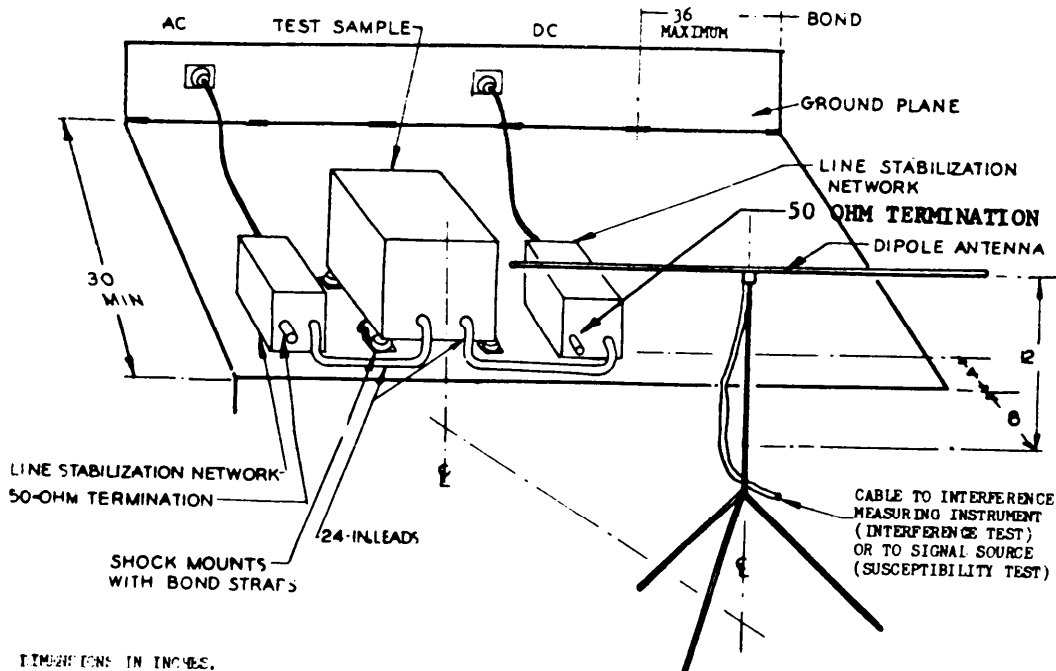 AC
TEST SAMPLE
DC
36
MAXIMUM
BOND
GROUND PLANE
LINE STABILIZATION
NETWORK
50 OHM TERMINATION
DIPOLE ANTENNA
30
MIN
12
4
8
LINE STABILIZATION NETWORK
50-OHM TERMINATION
24-IN.LEADS
SHOCK MOUNTS
WITH BOND STRAPS
℄
℄
CABLE TO INTERFERENCE
MEASURING INSTRUMENT
(INTERFERENCE TEST)
OR TO SIGNAL SOURCE
(SUSCEPTIBILITY TEST)
DIMENSIONS IN INCHES.